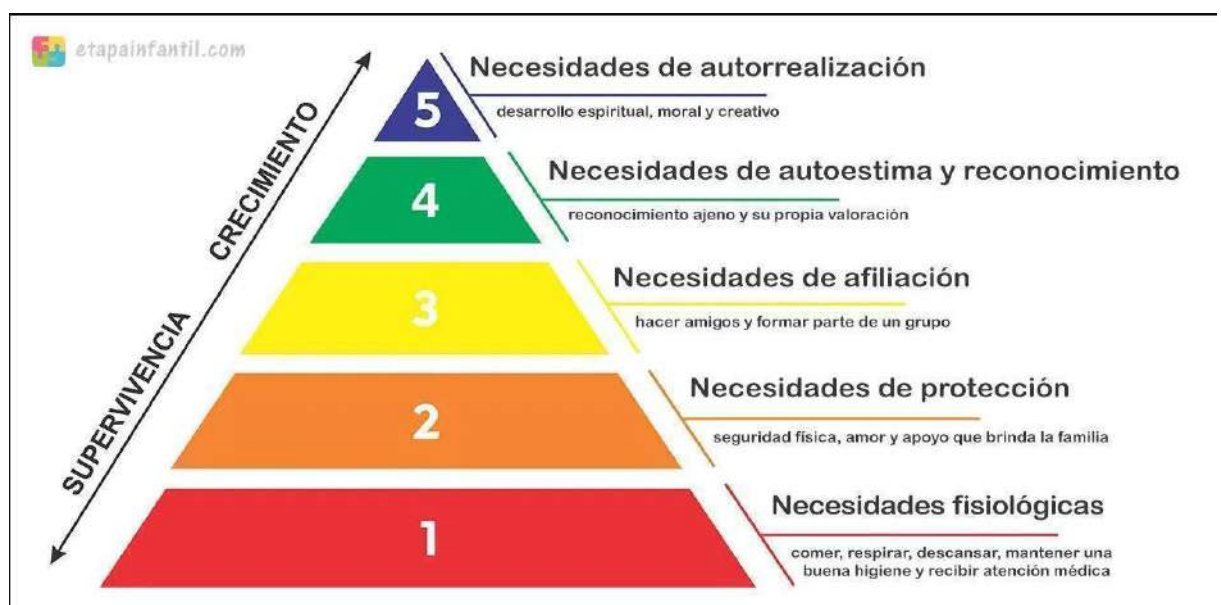 etapainfantil.com
CRECIMIENTO
SUPERVIVENCIA
5
Necesidades de autorrealización
desarrollo espiritual, moral y creativo
4
Necesidades de autoestima y reconocimiento
reconocimiento ajeno y su propia valoración
3
Necesidades de afiliación
hacer amigos y formar parte de un grupo
2
Necesidades de protección
seguridad física, amor y apoyo que brinda la familia
1
Necesidades fisiológicas
comer, respirar, descansar, mantener una
buena higiene y recibir atención médica